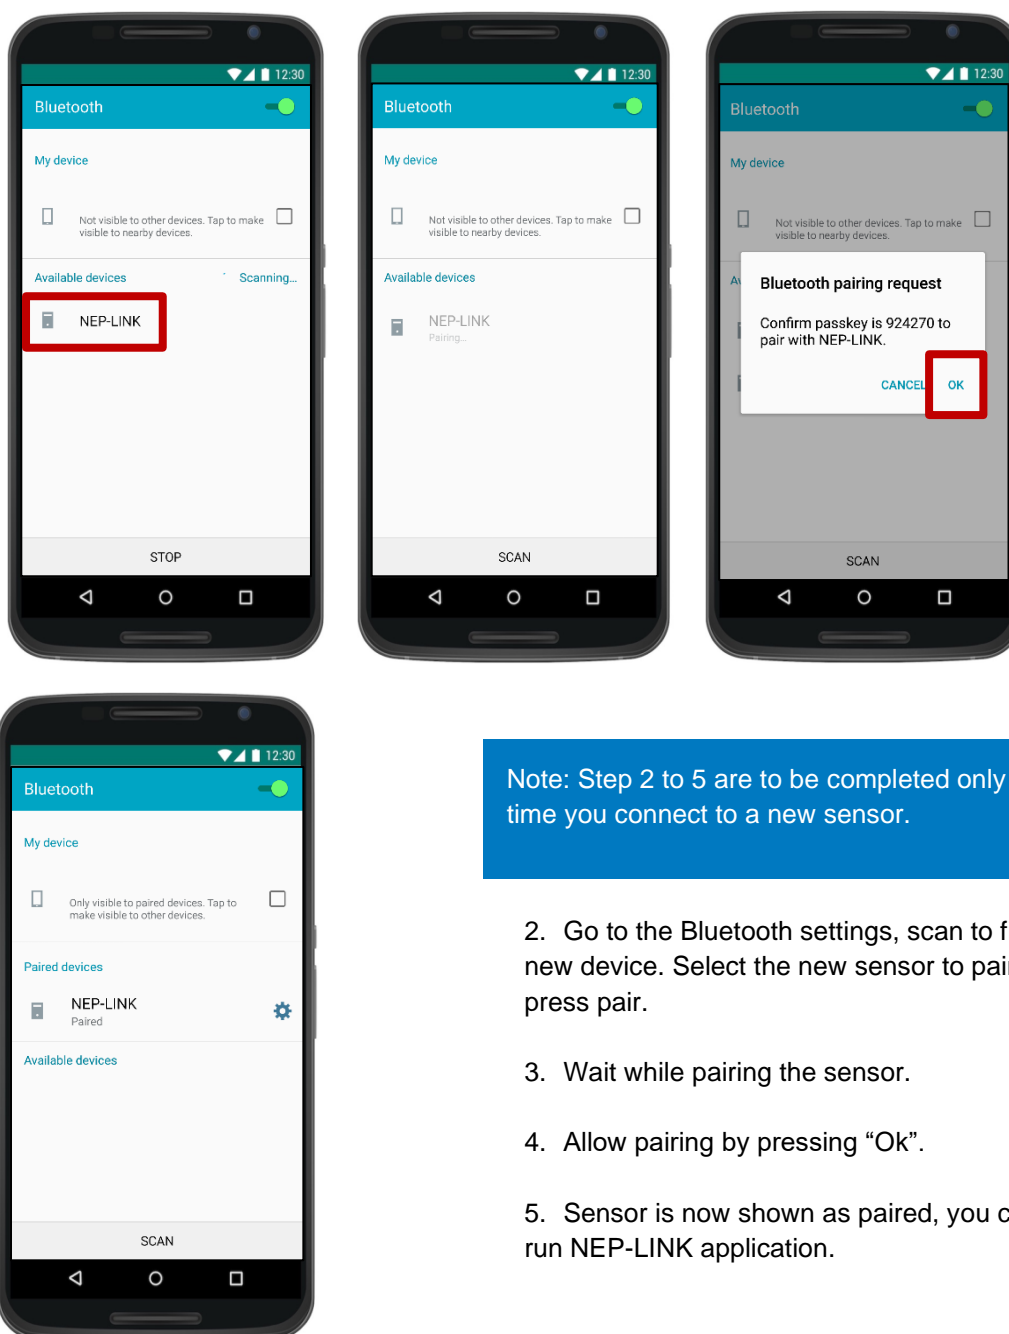 12:30
Bluetooth
My device
Not visible to other devices. Tap to make
visible to nearby devices.
Available devices
Scanning...
NEP-LINK
STOP
12:30
Bluetooth
My device
Not visible to other devices. Tap to make
visible to nearby devices.
Available devices
NEP-LINK
Pairing...
SCAN
12:30
Bluetooth
My device
Not visible to other devices. Tap to make
visible to nearby devices.
Bluetooth pairing request
Confirm passkey is 924270 to
pair with NEP-LINK.
CANCEL OK
SCAN
12:30
Bluetooth
My device
Only visible to paired devices. Tap to
make visible to other devices.
Paired devices
NEP-LINK
Paired
Available devices
SCAN
Note: Step 2 to 5 are to be completed only
time you connect to a new sensor.
2. Go to the Bluetooth settings, scan to
new device. Select the new sensor to
press pair.
3. Wait while pairing the sensor.
4. Allow pairing by pressing “Ok”.
5. Sensor is now shown as paired, you
run NEP-LINK application.